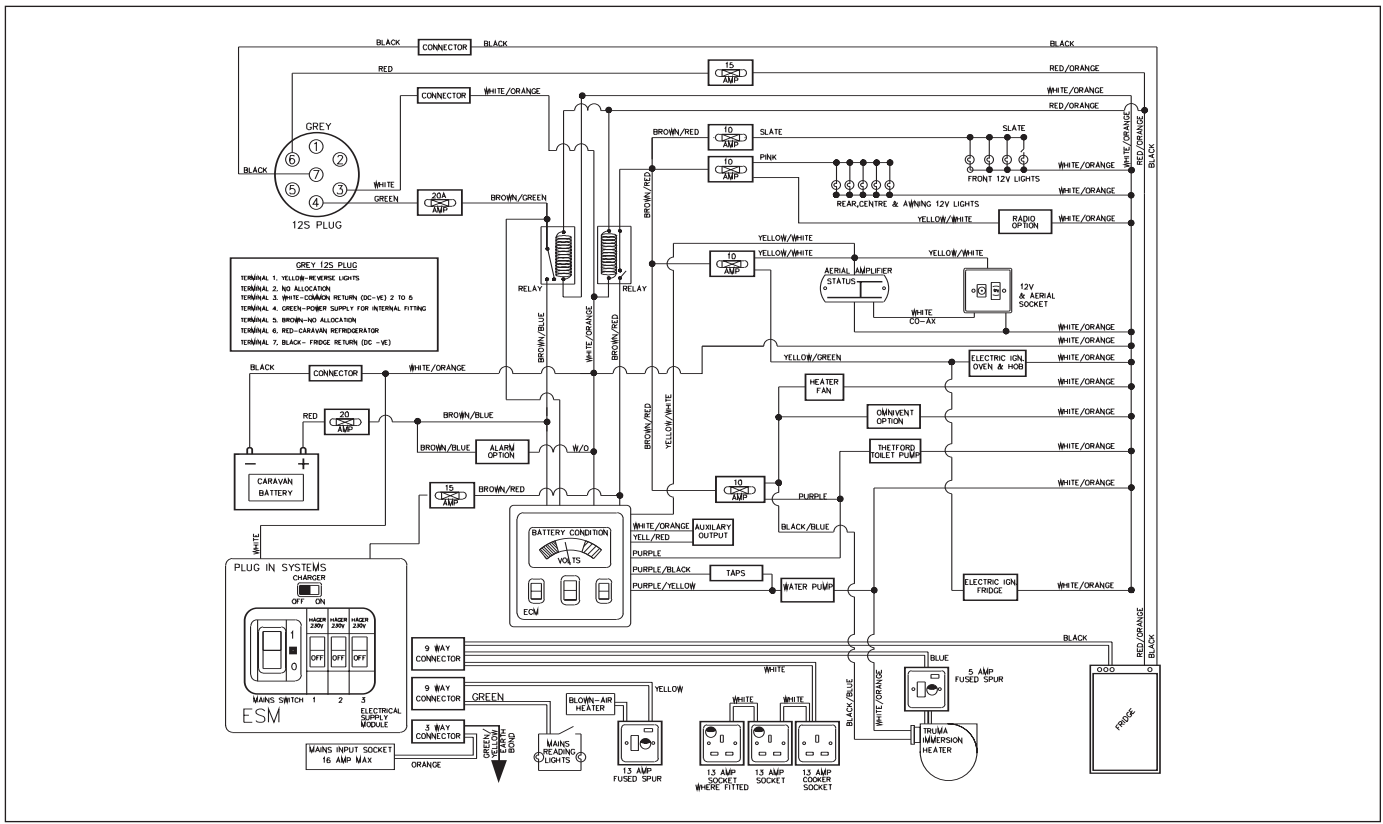 BLACK
CONNECTOR
BLACK
BLACK
RED
15
AMP
RED/ORANGE
CONNECTOR
WHITE/ORANGE
WHITE/ORANGE
RED/ORANGE
GREY
1
6
2
7
5
3
4
12S PLUG
BLACK
WHITE
GREEN
20A
AMP
BROWN/GREEN
BROWN/RED
10
AMP
SLATE
SLATE
FRONT 12V LIGHTS
WHITE/ORANGE
WHITE/ORANGE
RED/ORANGE
BLACK
10
AMP
PINK
REAR,CENTRE & AWNING 12V LIGHTS
WHITE/ORANGE
BROWN/RED
YELLOW/WHITE
RADIO
OPTION
WHITE/ORANGE
GREY 12S PLUG
TERMINAL 1. YELLOW-REVERSE LIGHTS
TERMINAL 2. NO ALLOCATION
TERMINAL 3. WHITE-COMMON RETURN (DC-VE) 2 TO 5
TERMINAL 4. GREEN-POWER SUPPLY FOR INTERNAL FITTING
TERMINAL 5. BROWN-NO ALLOCATION
TERMINAL 6. RED-CARAVAN REFRIDGERATOR
TERMINAL 7. BLACK- FRIDGE RETURN (DC -VE)
RELAY
RELAY
YELLOW/WHITE
YELLOW/WHITE
YELLOW/WHITE
10
AMP
AERIAL AMPLIFIER
STATUS
12V
& AERIAL
SOCKET
WHITE
CO-AX
WHITE/ORANGE
WHITE/ORANGE
BROWN/BLUE
WHITE/ORANGE
BROWN/RED
YELLOW/GREEN
ELECTRIC IGN.
OVEN & HOB
WHITE/ORANGE
BLACK
CONNECTOR
WHITE/ORANGE
HEATER
FAN
WHITE/ORANGE
RED
20
AMP
BROWN/BLUE
BROWN/RED
YELLOW/WHITE
OMNIVENT
OPTION
WHITE/ORANGE
BROWN/BLUE
ALARM
OPTION
W/O
THETFORD
TOILET PUMP
WHITE/ORANGE
- +
CARAVAN
BATTERY
15
AMP
BROWN/RED
10
AMP
PURPLE
WHITE/ORANGE
WHITE
BATTERY CONDITION
VOLTS
ECM
WHITE/ORANGE
YELL/RED
AUXILARY
OUTPUT
BLACK/BLUE
PURPLE
PURPLE/BLACK
TAPS
PURPLE/YELLOW
WATER PUMP
ELECTRIC IGN.
FRIDGE
WHITE/ORANGE
PLUG IN SYSTEMS
CHARGER
OFF ON
HAGER
230V
HAGER
230V
HAGER
230V
1
0
OFF
OFF
OFF
MAINS SWITCH 1 2 3
ESM
ELECTRICAL
SUPPLY
MODULE
9 WAY
CONNECTOR
BLACK
RED/ORANGE
BLACK
BLUE
WHITE
5 AMP
FUSED SPUR
9 WAY
CONNECTOR
GREEN
YELLOW
BLOWN-AIR
HEATER
WHITE
WHITE
BLACK/BLUE
WHITE/ORANGE
3 WAY
CONNECTOR
GREEN/
YELLOW
EARTH
BOND
MAINS INPUT SOCKET
16 AMP MAX
ORANGE
MAINS
READING
LIGHTS
13 AMP
FUSED SPUR
13 AMP
SOCKET
WHERE FITTED
13 AMP
SOCKET
13 AMP
COOKER
SOCKET
TRUMA
IMMERSION
HEATER
FRIDGE